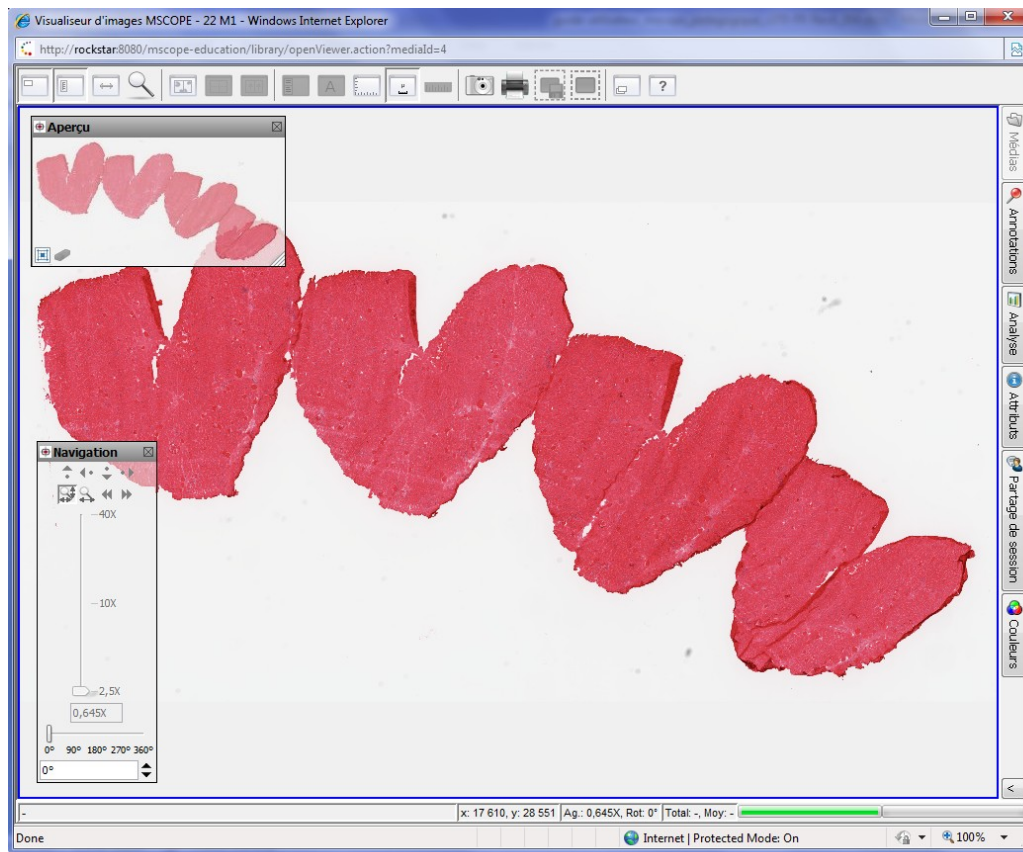 Visualiseur d'images MSCOPE - 22 M1 - Windows Internet Explorer
http://rockstar:8080/mscope-education/library/openViewer.action?mediaId=4
A
?
Aperçu
Médias
Annotations
Analyse
Attributs
Partage de session
Couleurs
Navigation
40X
10X
2,5X
0,645X
0° 90° 180° 270° 360°
0°
<
- x: 17 610, y: 28 551 Ag.: 0,645X, Rot: 0° Total: -, Moy: -
Done Internet | Protected Mode: On 100%